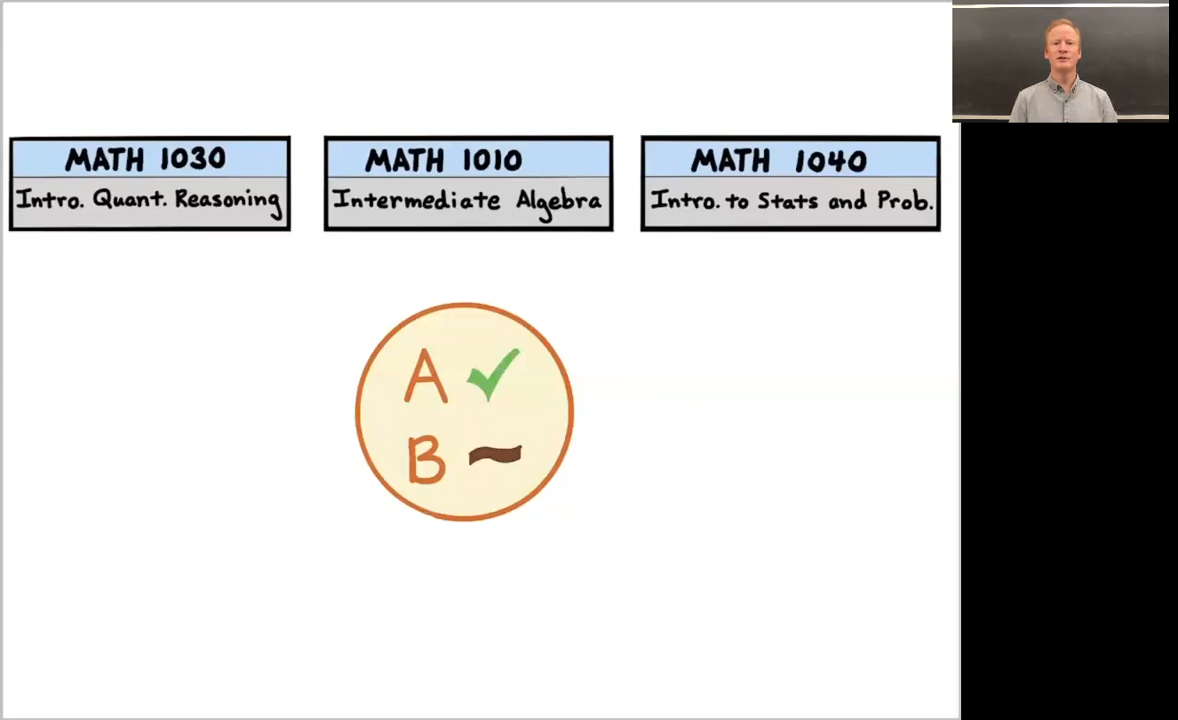 MATH 1030
Intro. Quant. Reasoning
MATH 1010
Intermediate Algebra
MATH 1040
Intro. to Stats and Prob.
A ✓
B ~